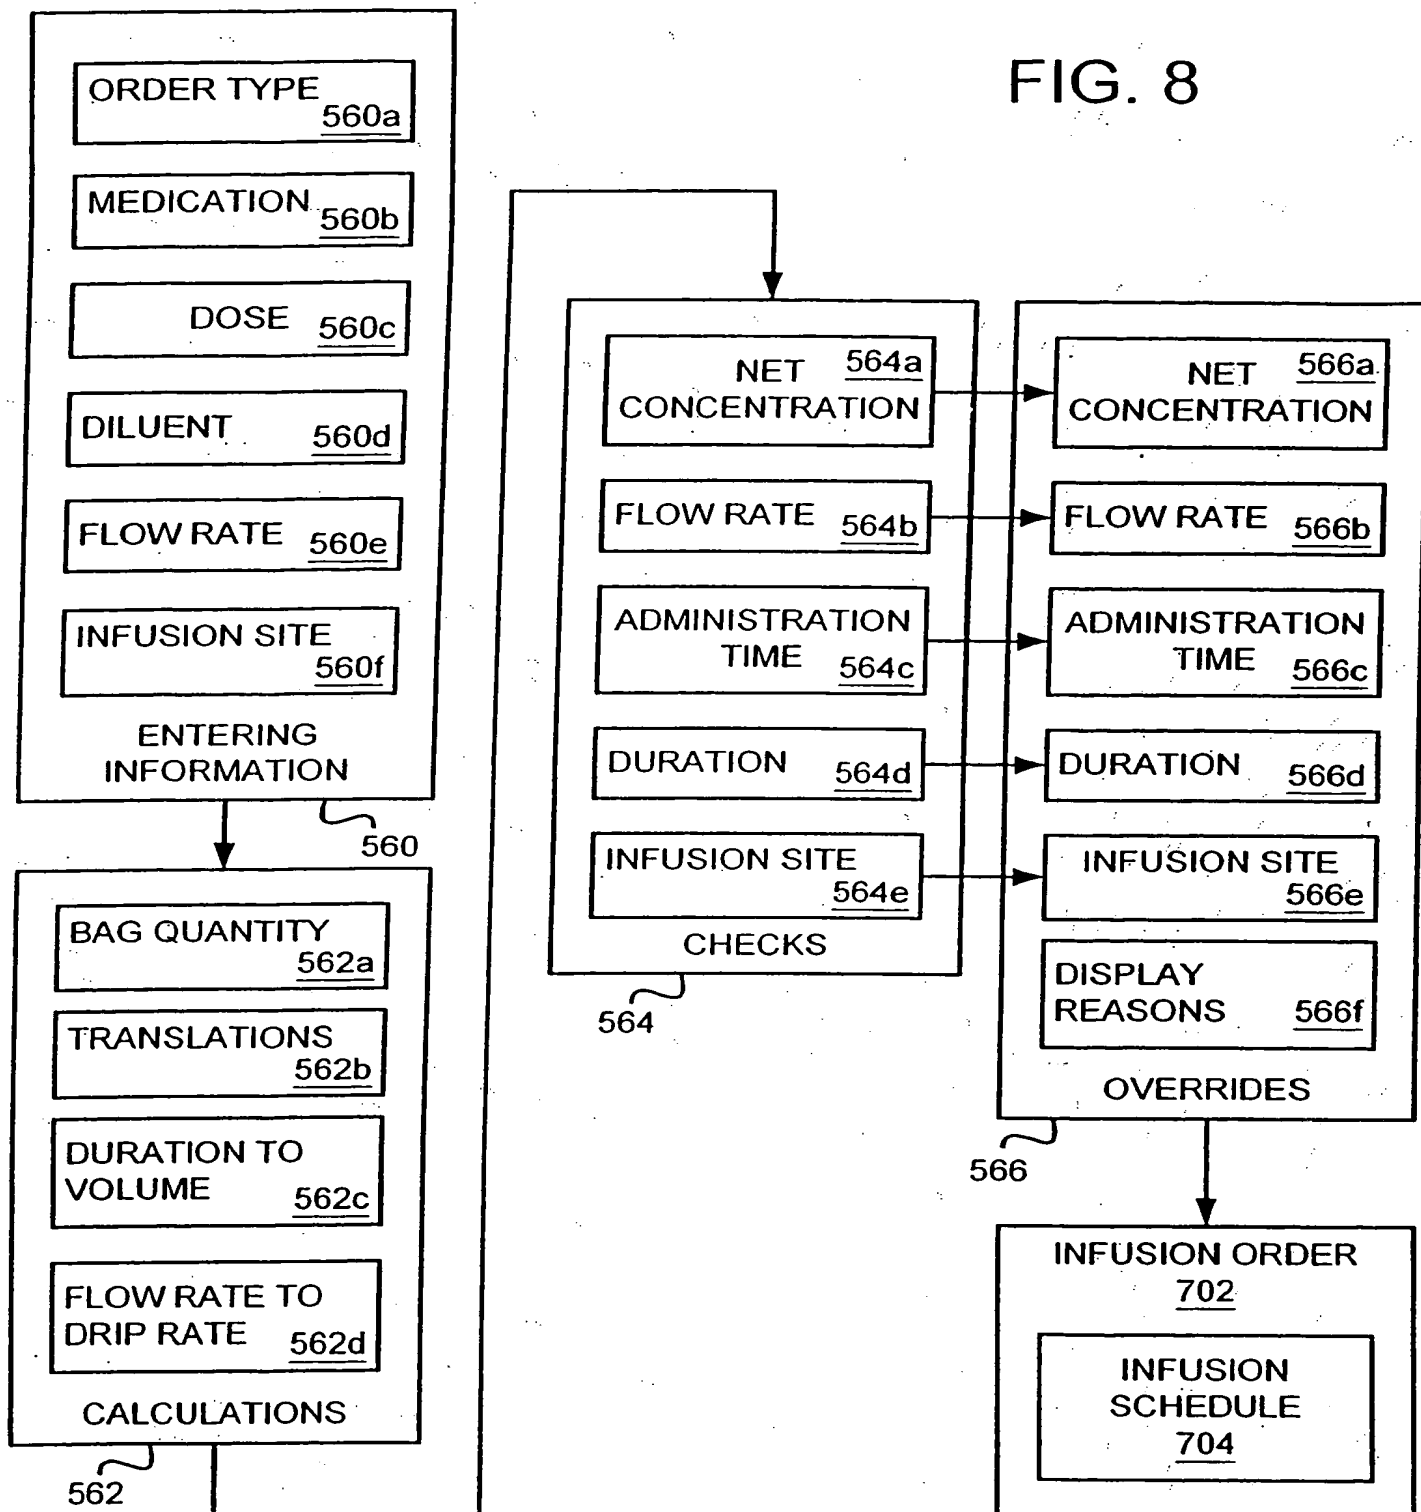 FIG. 8
ORDER TYPE
560a
MEDICATION
560b
DOSE
560c
DILUENT
560d
FLOW RATE
560e
INFUSION SITE
560f
ENTERING
INFORMATION
560
BAG QUANTITY
562a
TRANSLATIONS
562b
DURATION TO
VOLUME
562c
FLOW RATE TO
DRIP RATE
562d
CALCULATIONS
562
NET
564a
CONCENTRATION
FLOW RATE
564b
ADMINISTRATION
TIME
564c
DURATION
564d
INFUSION SITE
564e
CHECKS
564
NET
566a
CONCENTRATION
FLOW RATE
566b
ADMINISTRATION
TIME
566c
DURATION
566d
INFUSION SITE
566e
DISPLAY
REASONS
566f
OVERRIDES
566
INFUSION ORDER
702
INFUSION
SCHEDULE
704